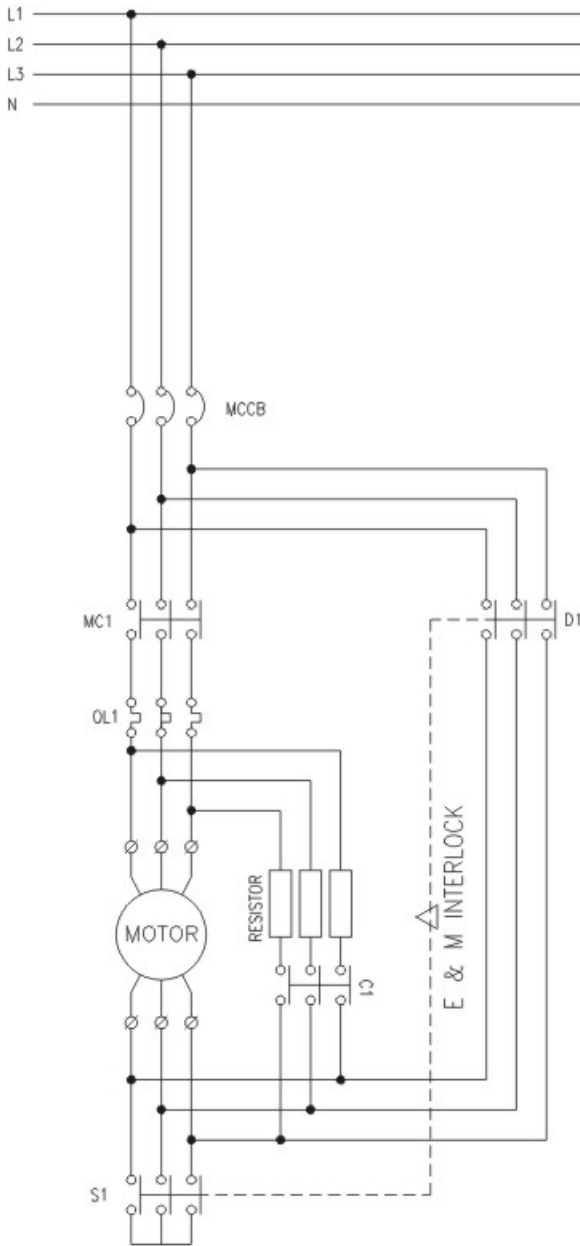 L1
L2
L3
N
MCCB
MC1
D1
OL1
RESISTOR
E & M INTERLOCK
MOTOR
C1
S1